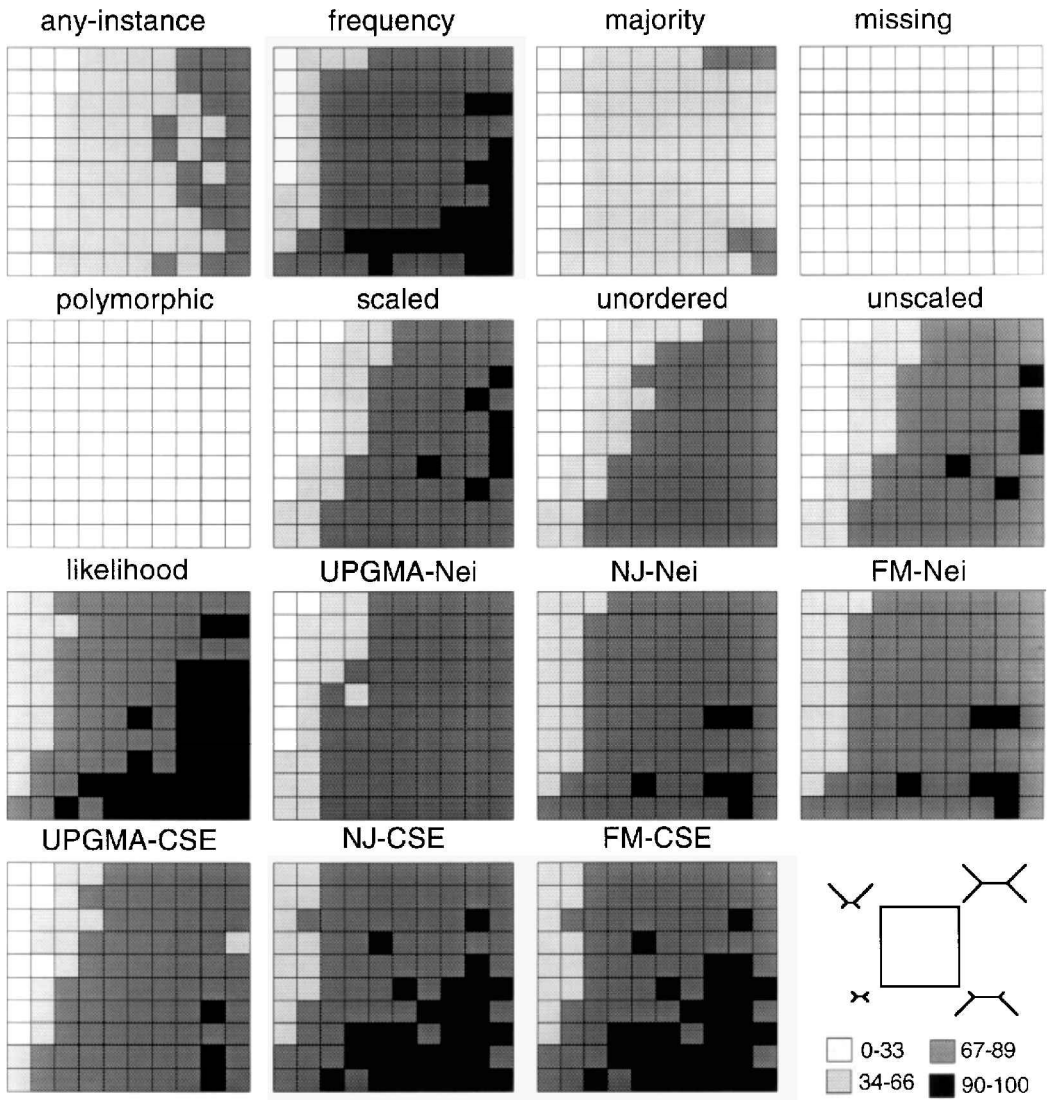 any-instance frequency majority missing
polymorphic scaled unordered unscaled
likelihood UPGMA-Nei NJ-Nei FM-Nei
UPGMA-CSE NJ-CSE FM-CSE
0-33 67-89
34-66 90-100